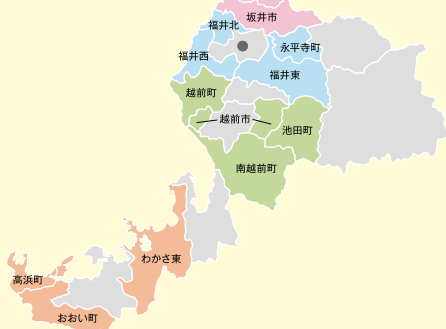 坂井市
福井北
永平寺町
福井西
福井東
越前町
越前市
池田町
南越前町
わかさ東
高浜町
おおい町